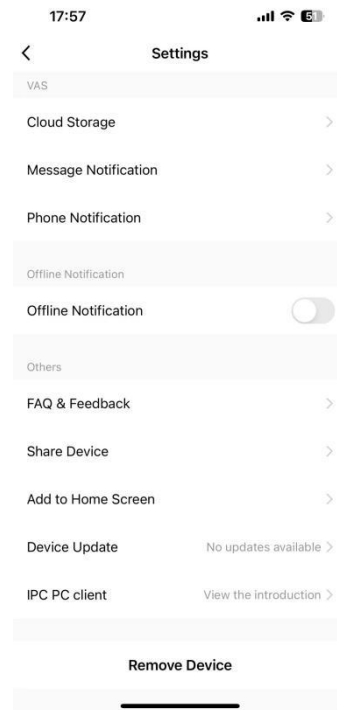 17:57
51
Settings
VAS
Cloud Storage
Message Notification
Phone Notification
Offline Notification
Offline Notification
Others
FAQ & Feedback
Share Device
Add to Home Screen
Device Update No updates available
IPC PC client View the introduction
Remove Device